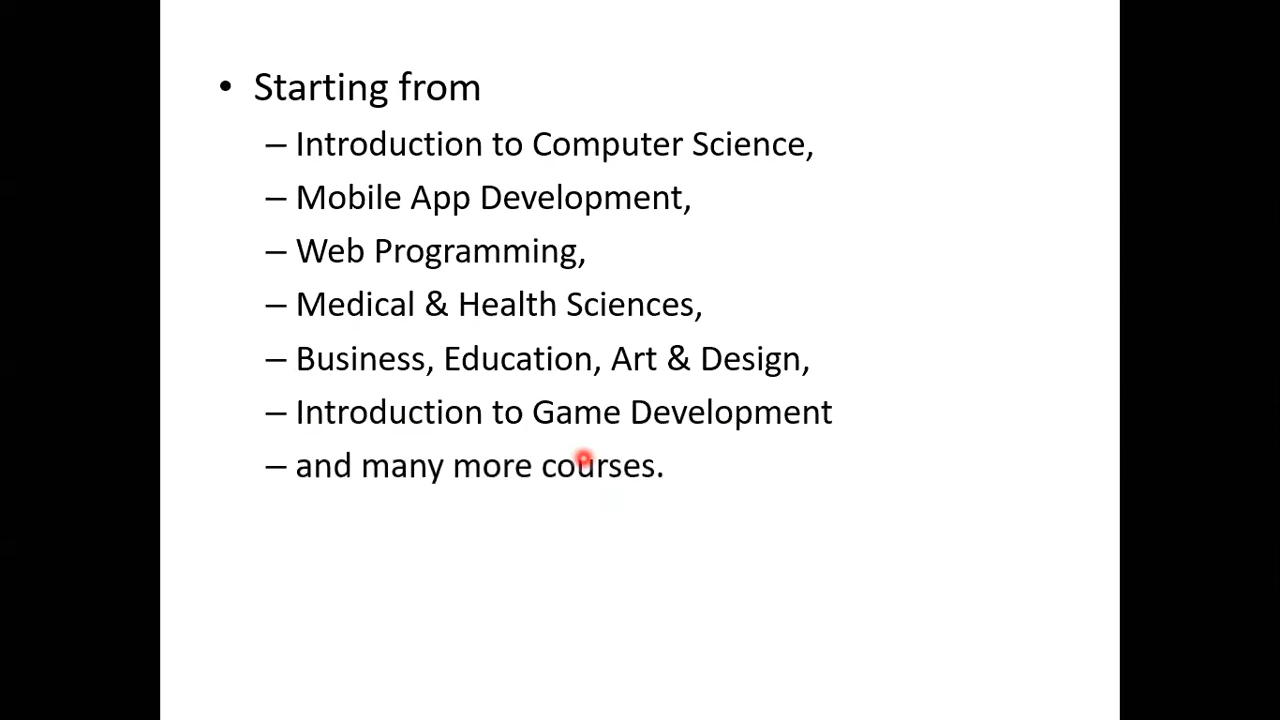 • Starting from
– Introduction to Computer Science,
– Mobile App Development,
– Web Programming,
– Medical & Health Sciences,
– Business, Education, Art & Design,
– Introduction to Game Development
– and many more courses.